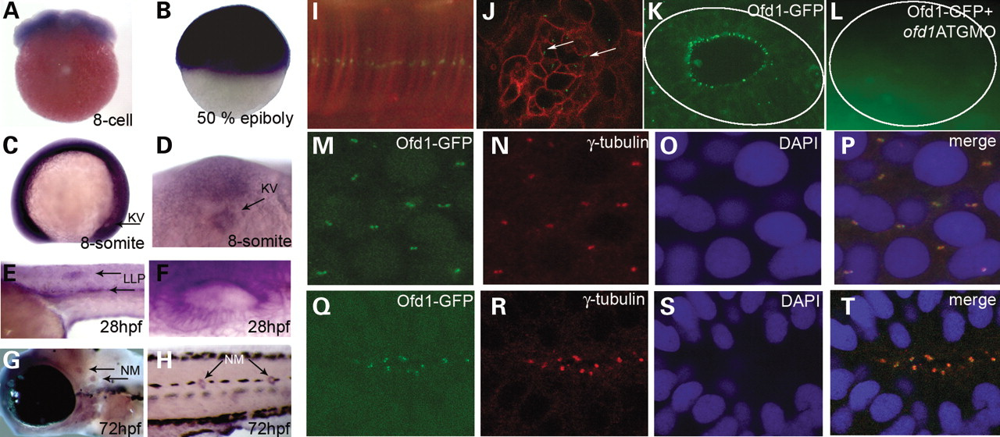 A
8-cell
B
50 % epiboly
C
KV
8-somite
D
KV
8-somite
E
LLP
28hpf
F
28hpf
G
NM
72hpf
H
NM
72hpf
I
J
K
Ofd1-GFP
L
Ofd1-GFP+
ofd1ATGMO
M
Ofd1-GFP
N
γ-tubulin
O
DAPI
P
merge
Q
Ofd1-GFP
R
γ-tubulin
S
DAPI
T
merge